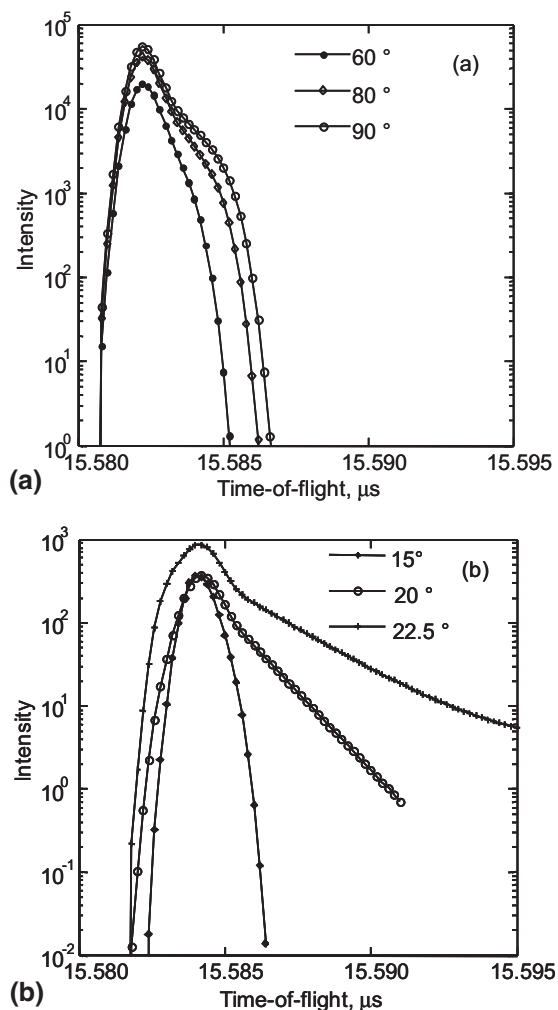 10^5
(a)
60 °
80 °
90 °
10^4
10^3
10^2
10^1
10^0
Intensity
15.580 15.585 15.590 15.595
Time-of-flight, µs
(a)
10^3
(b)
15°
20 °
22.5 °
10^2
10^1
10^0
10^-1
10^-2
Intensity
15.580 15.585 15.590 15.595
Time-of-flight, µs
(b)